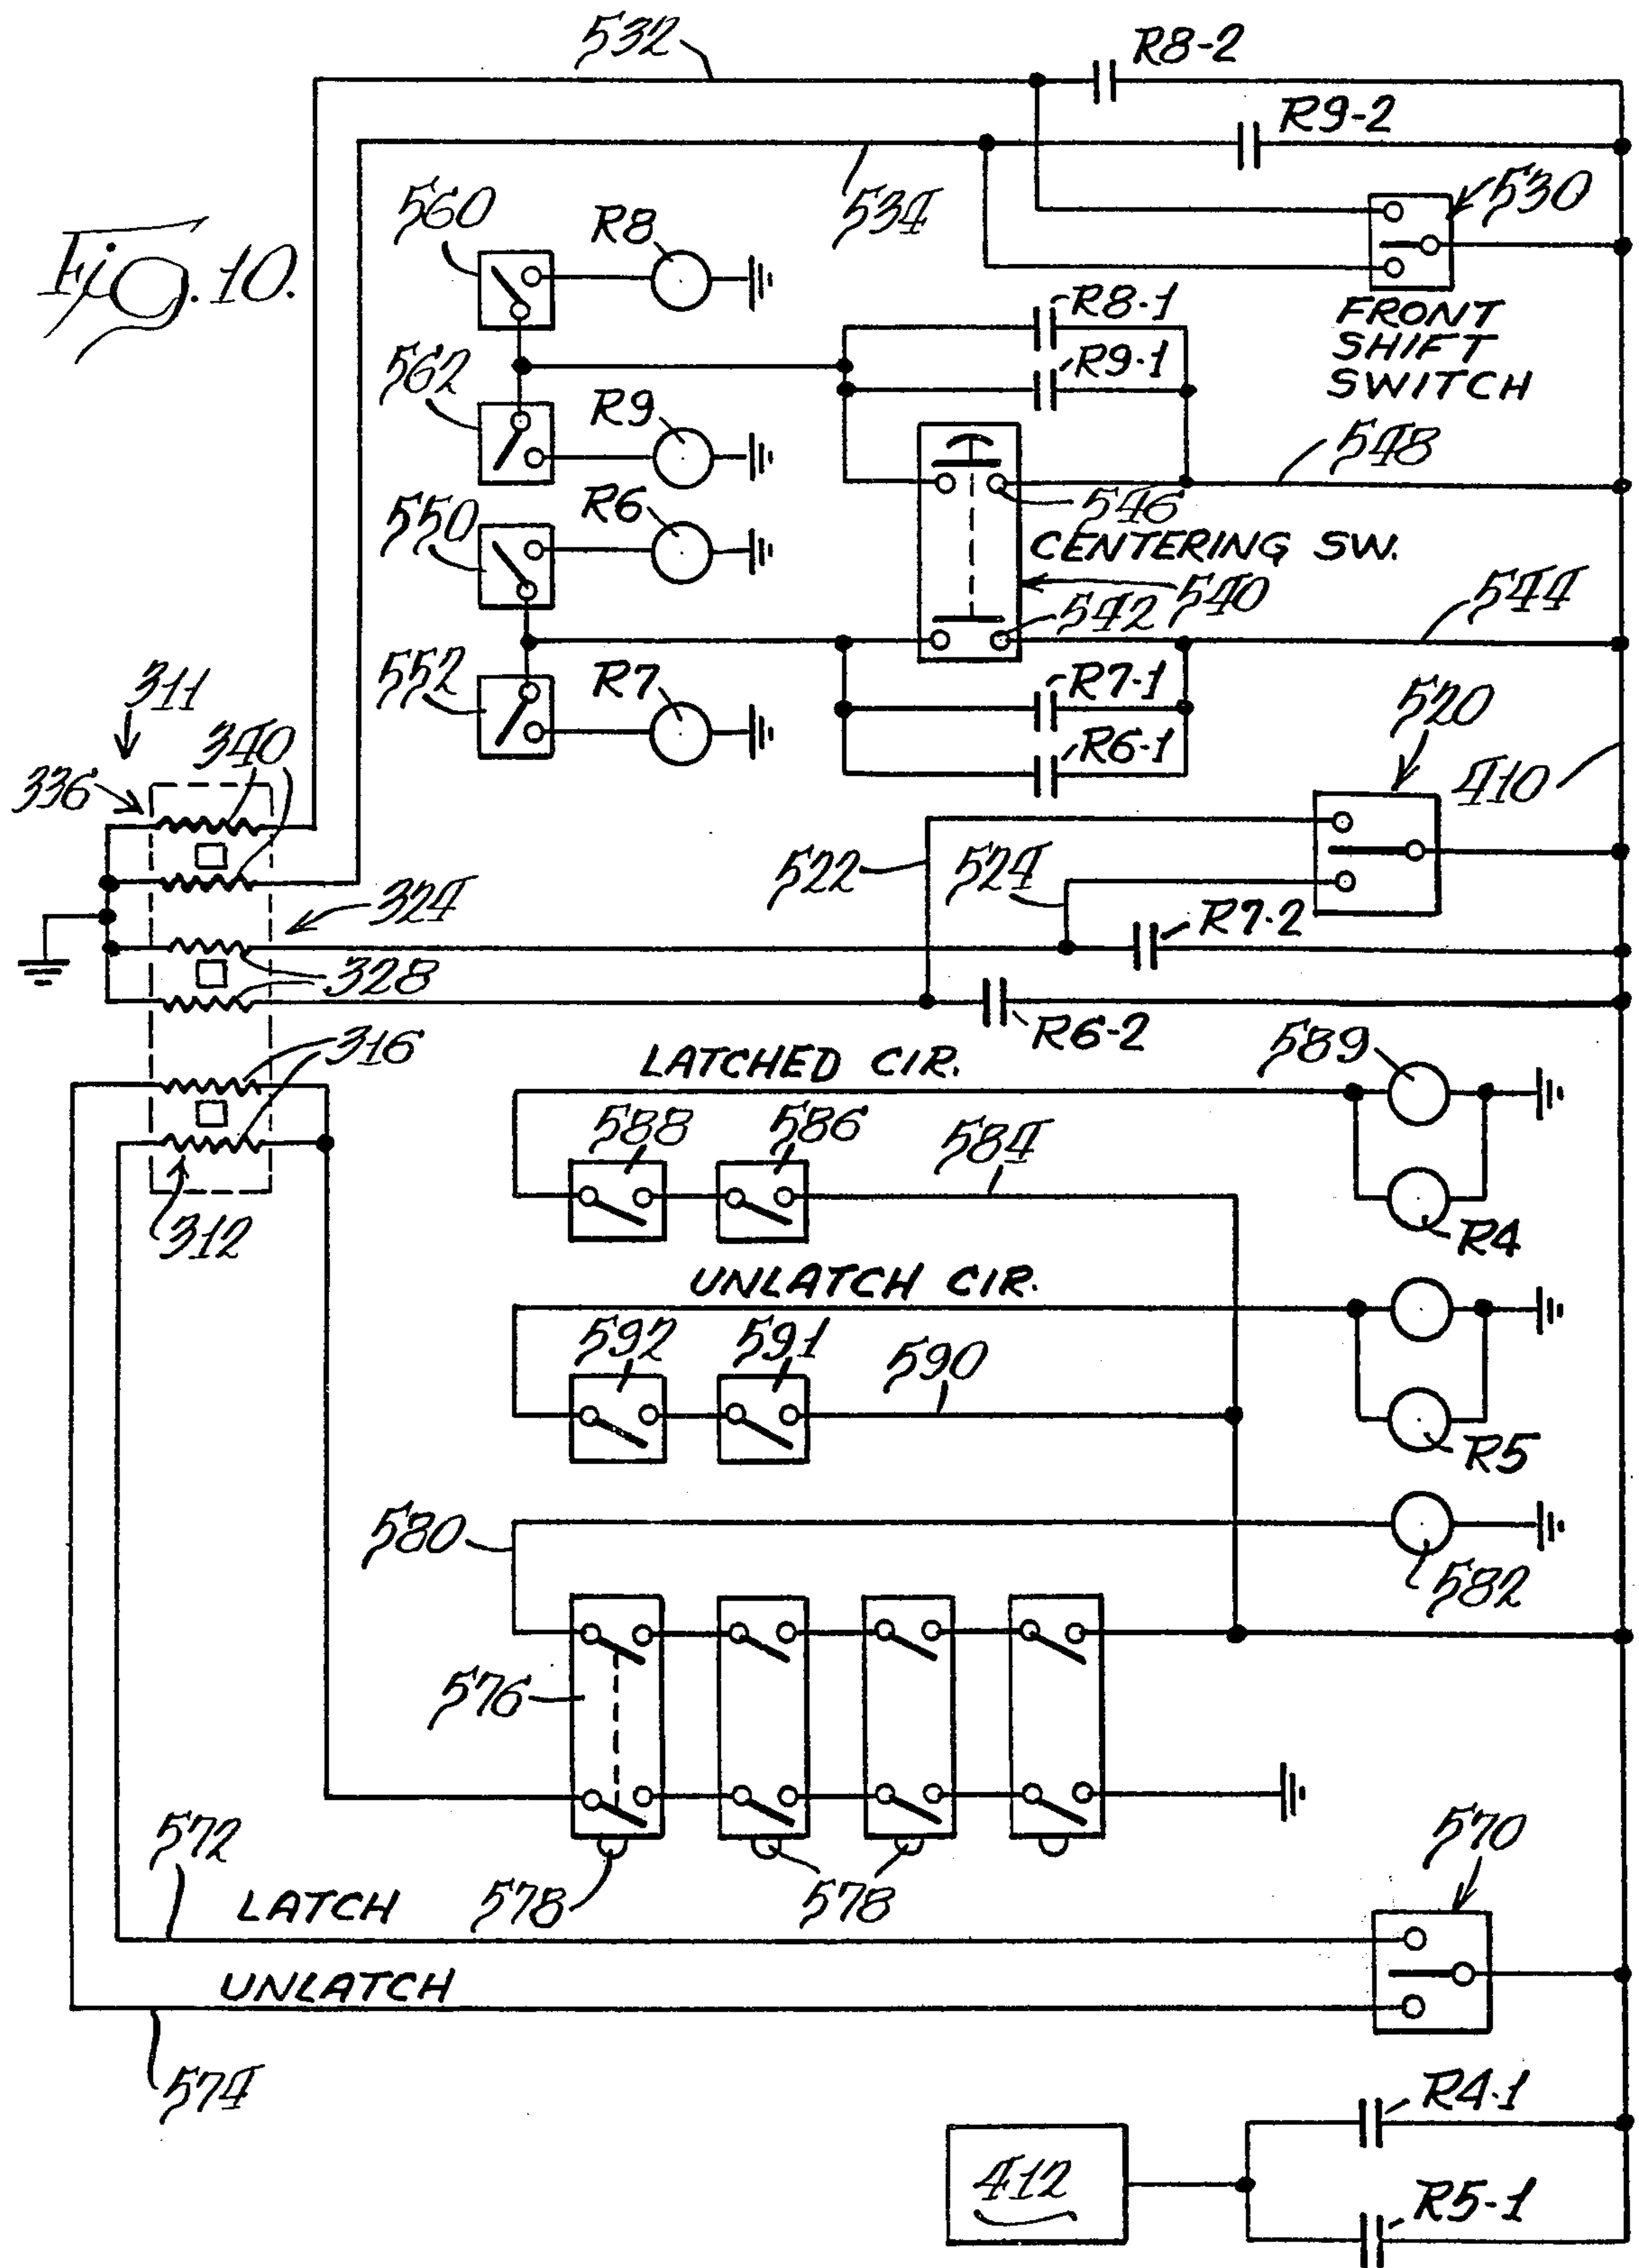 532
R8-2
R9-2
560
R8
534
530
Fig. 10.
R8-1
FRONT
SHIFT
SWITCH
562
R9
R9-1
548
550
R6
546
CENTERING SW.
540
544
542
552
R7
R7-1
520
311
340
R6-1
410
336
522
524
324
R7-2
328
R6-2
316
LATCHED CIR.
589
588
586
584
312
R4
UNLATCH CIR.
592
591
590
R5
580
582
576
572
570
578
578
LATCH
UNLATCH
574
R4-1
412
R5-1